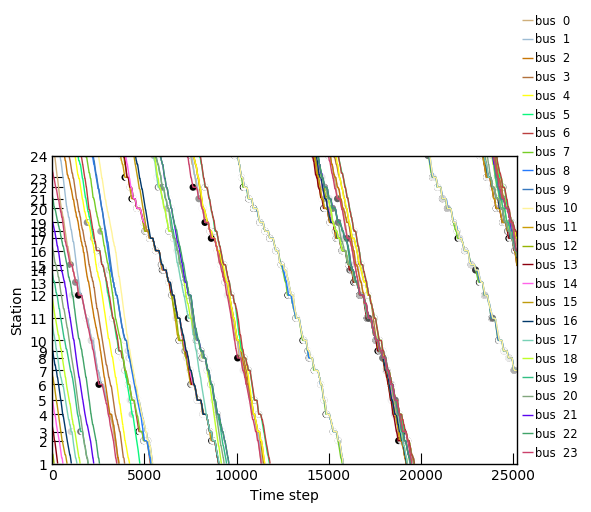 bus 0
bus 1
bus 2
bus 3
bus 4
bus 5
bus 6
bus 7
bus 8
bus 9
bus 10
bus 11
bus 12
bus 13
bus 14
bus 15
bus 16
bus 17
bus 18
bus 19
bus 20
bus 21
bus 22
bus 23
24
23
22
21
20
19
18
17
16
15
14
13
12
11
10
9
8
7
6
5
4
3
2
1
Station
0 5000 10000 15000 20000 25000
Time step